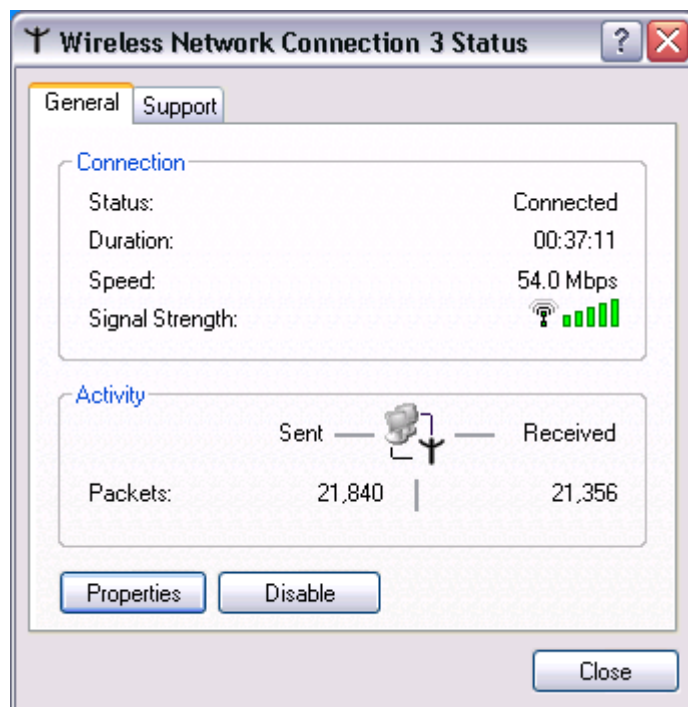 Wireless Network Connection 3 Status ?
General Support
Connection
Status: Connected
Duration: 00:37:11
Speed: 54.0 Mbps
Signal Strength:
Activity
Sent Received
Packets: 21,840 21,356
Properties Disable
Close